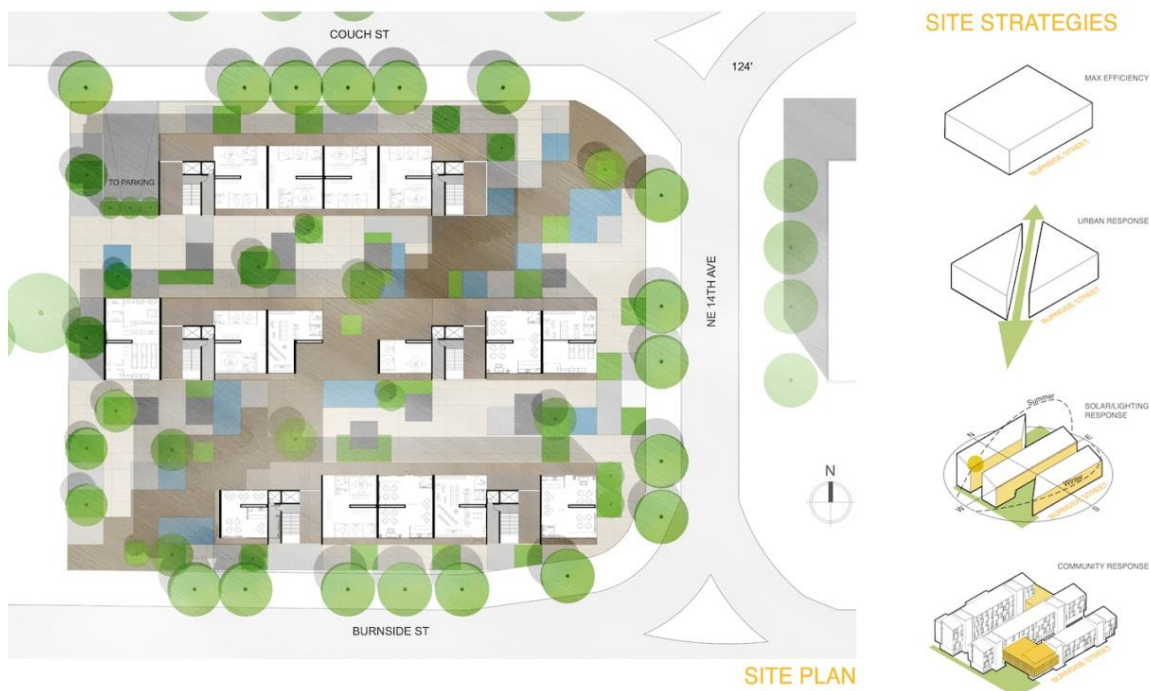 COUCH ST
124'
TO PARKING
NE 14TH AVE
N
BURNSIDE ST
SITE PLAN
SITE STRATEGIES
MAX EFFICIENCY
BURNSIDE STREET
URBAN RESPONSE
BURNSIDE STREET
SOLAR/LIGHTING
RESPONSE
Summer
N
E
Winter
W
S
BURNSIDE STREET
COMMUNITY RESPONSE
BURNSIDE STREET